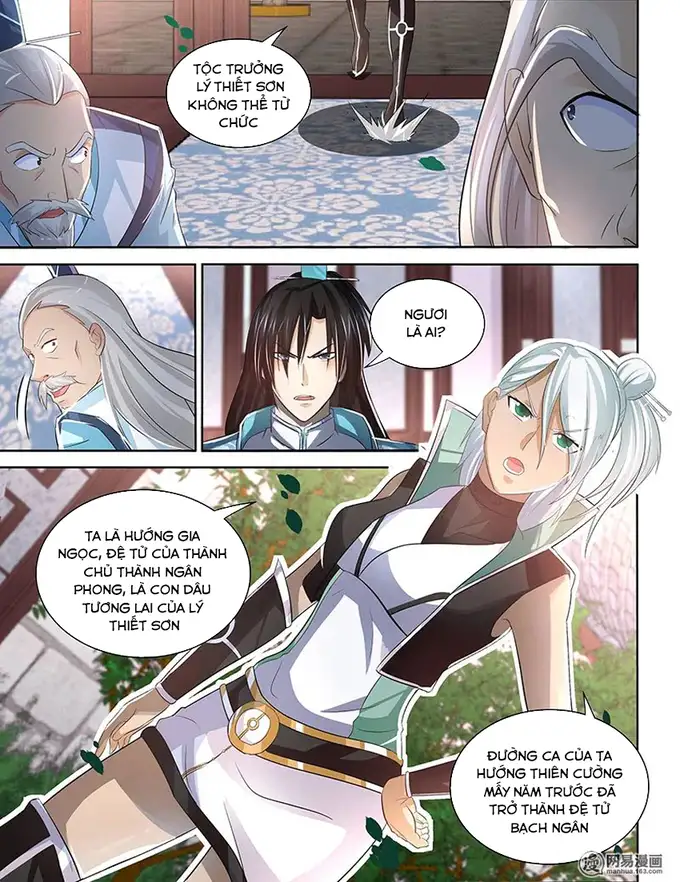 TỘC TRƯỞNG
LÝ THIẾT SƠN
KHÔNG THỂ TỪ
CHỨC
NGƯƠI
LÀ AI?
TA LÀ HƯỚNG GIA
NGỌC, ĐỆ TỬ CỦA THÀNH
CHỦ THÀNH NGÂN
PHONG, LÀ CON DÂU
TƯƠNG LAI CỦA LÝ
THIẾT SƠN
ĐƯỜNG CA CỦA TA
HƯỚNG THIÊN CƯỜNG
MẤY NĂM TRƯỚC ĐÃ
TRỞ THÀNH ĐỆ TỬ
BẠCH NGÂN
网易漫画
manhua.163.com